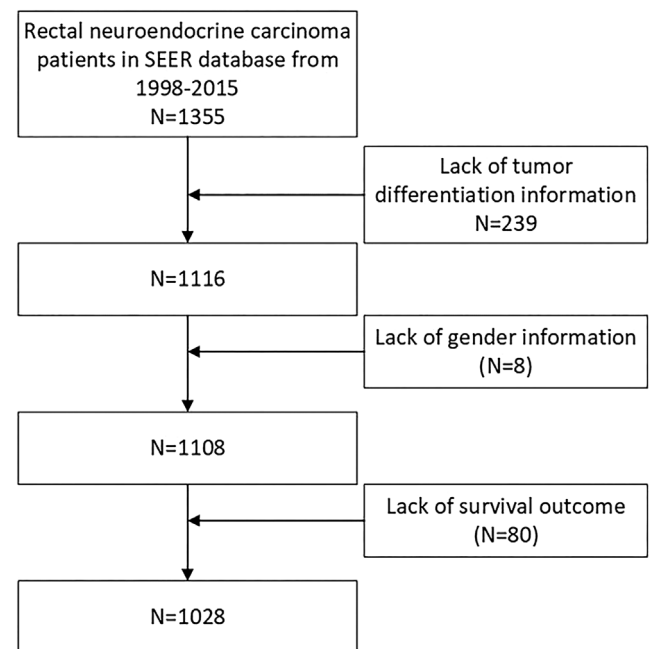 Rectal neuroendocrine carcinoma
patients in SEER database from
1998-2015
N=1355
Lack of tumor
differentiation information
N=239
N=1116
Lack of gender information
(N=8)
N=1108
Lack of survival outcome
(N=80)
N=1028